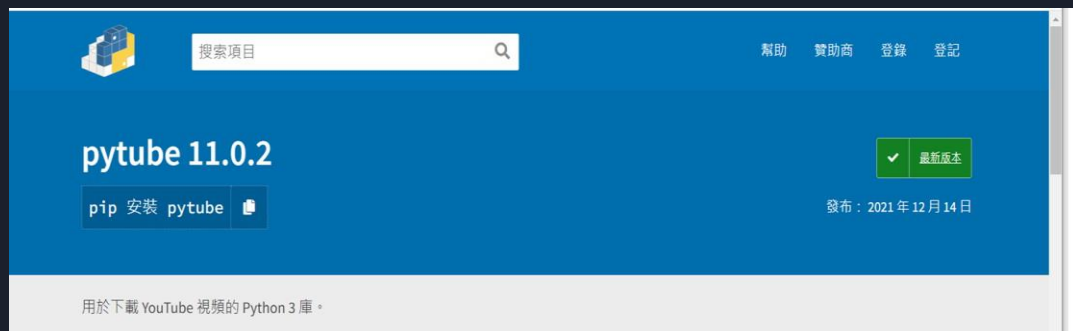 搜索項目
幫助 贊助商 登錄 登記
pytube 11.0.2
最新版本
pip 安裝 pytube
發布： 2021 年 12 月 14 日
用於下載 YouTube 視頻的 Python 3 庫。